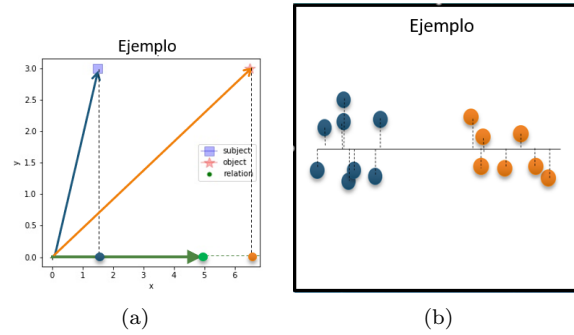 Ejemplo
3.0
2.5
2.0
1.5
1.0
0.5
0.0
y
subject
object
relation
0 1 2 3 4 5 6
x
(a)
Ejemplo
(b)